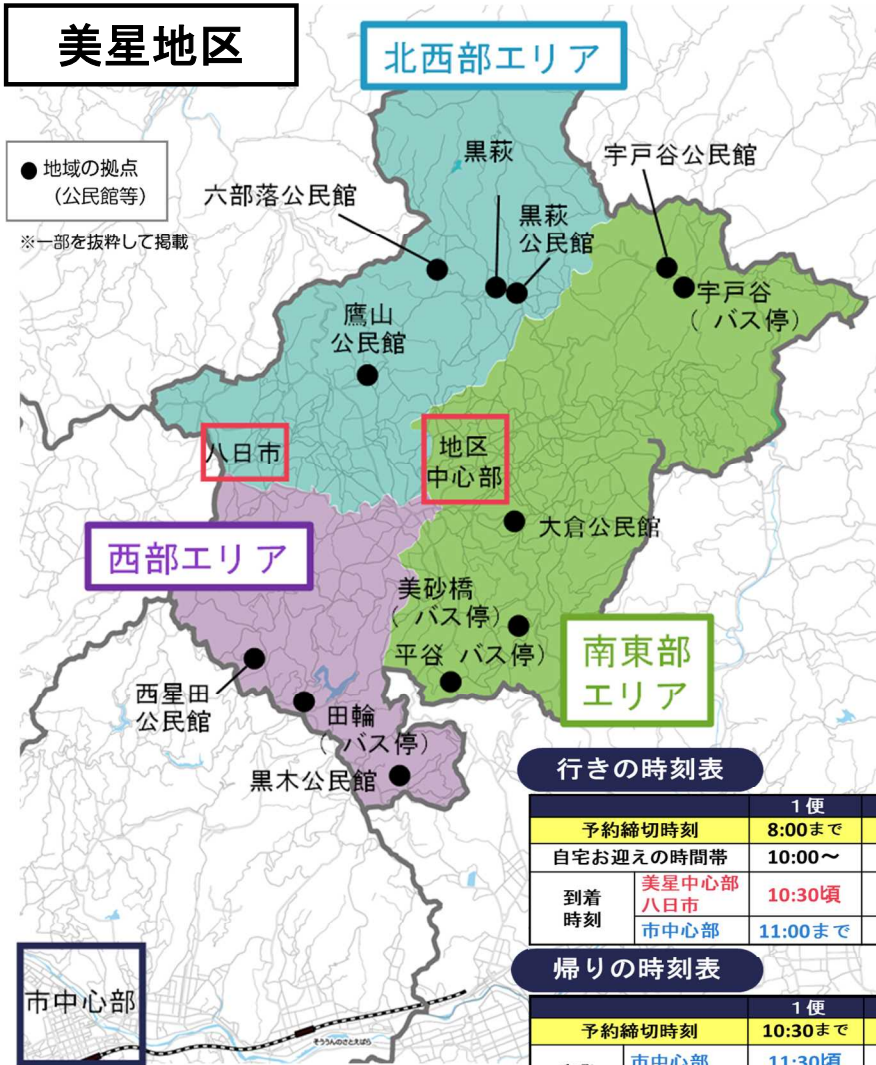 美星地区
北西部エリア
● 地域の拠点
（公民館等）
※一部を抜粋して掲載
黒萩
宇戸谷公民館
六部落公民館
黒萩
公民館
宇戸谷
（ バス停）
鷹山
公民館
八日市
地区
中心部
大倉公民館
西部エリア
美砂橋
（ バス停）
平谷 バス停）
南東部
エリア
西星田
公民館
田輪
（ バス停）
黒木公民館
行きの時刻表
1便
予約締切時刻 8:00まで
自宅お迎えの時間帯 10:00～
到着
時刻
美星中心部
八日市
10:30頃
市中心部 11:00まで
帰りの時刻表
1便
予約締切時刻 10:30まで
市中心部 11:30頃
市中心部